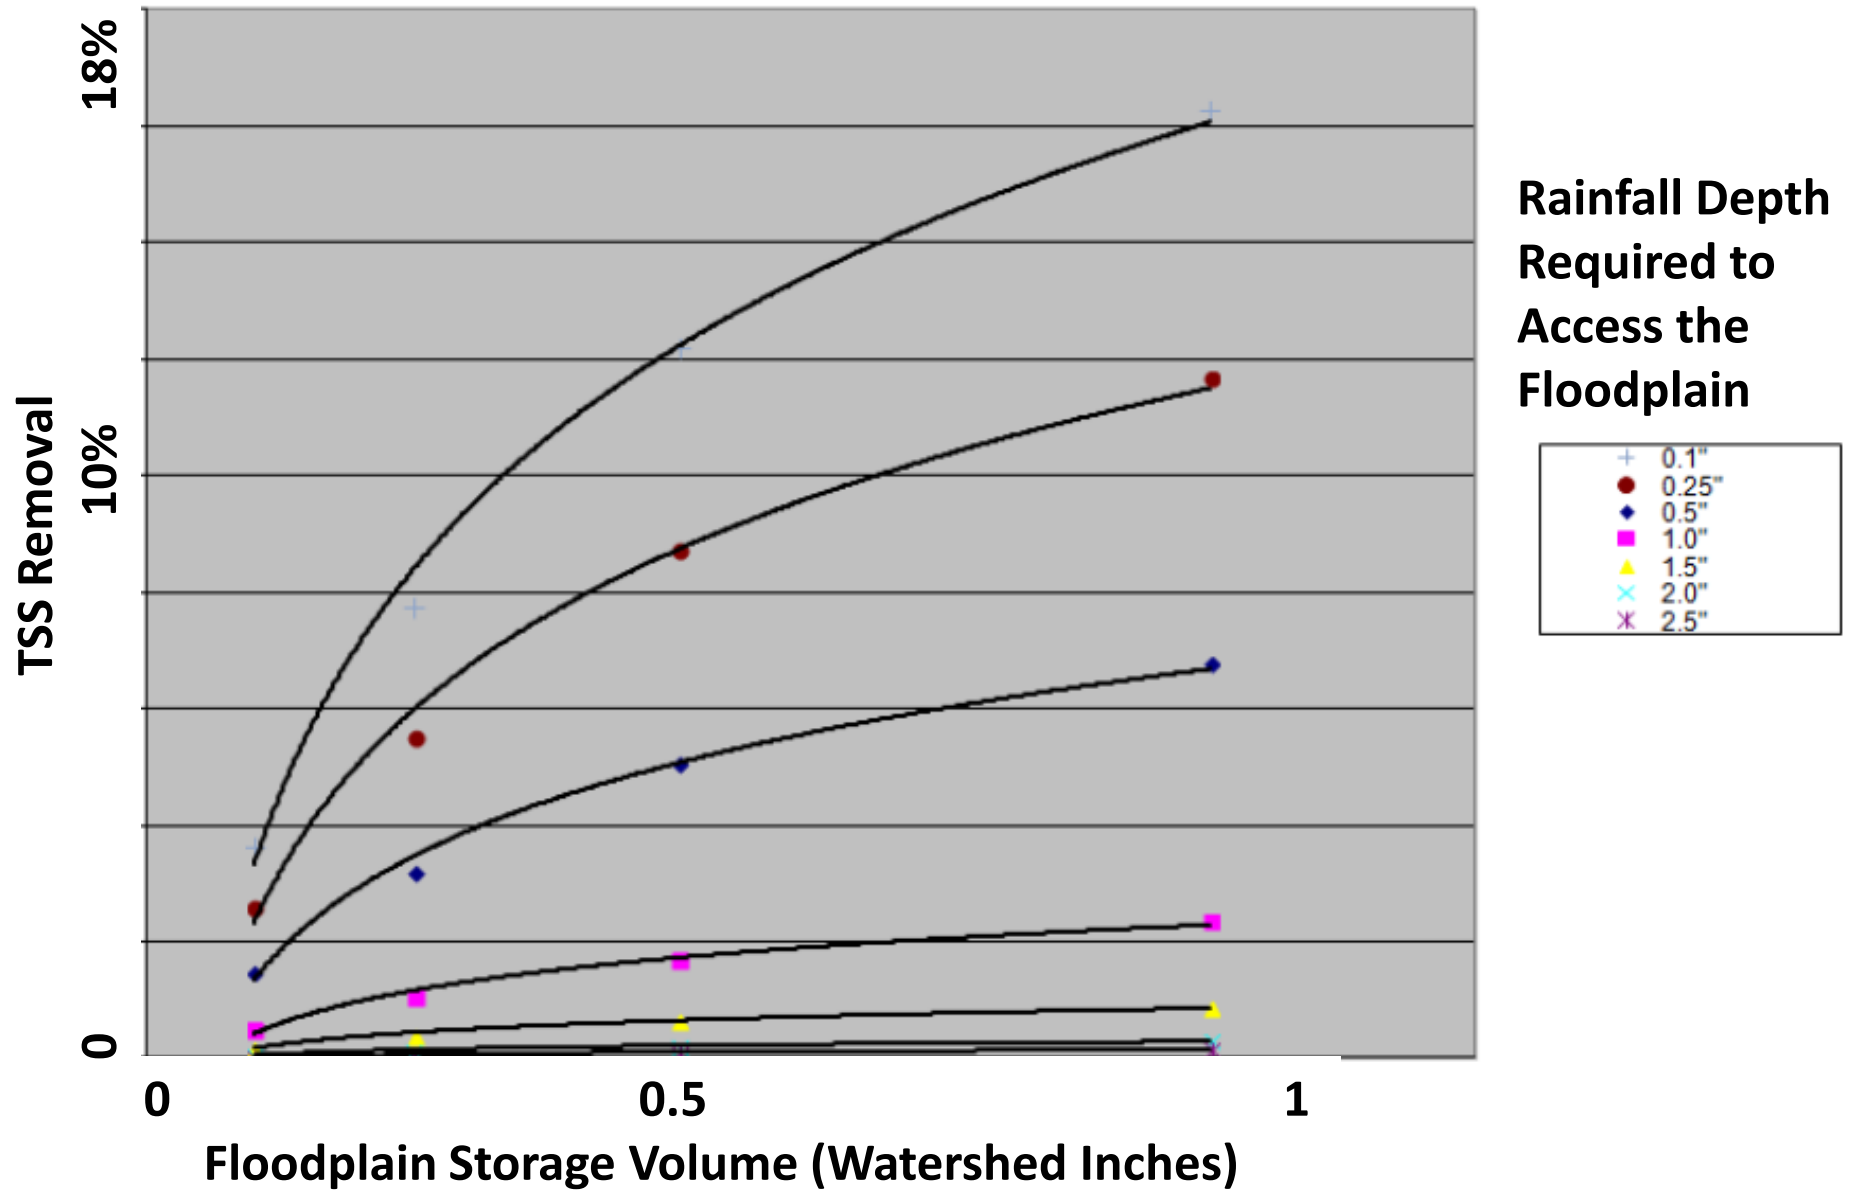 18%
10%
0
TSS Removal
0
0.5
1
Floodplain Storage Volume (Watershed Inches)
Rainfall Depth
Required to
Access the
Floodplain
0.1"
0.25"
0.5"
1.0"
1.5"
2.0"
2.5"